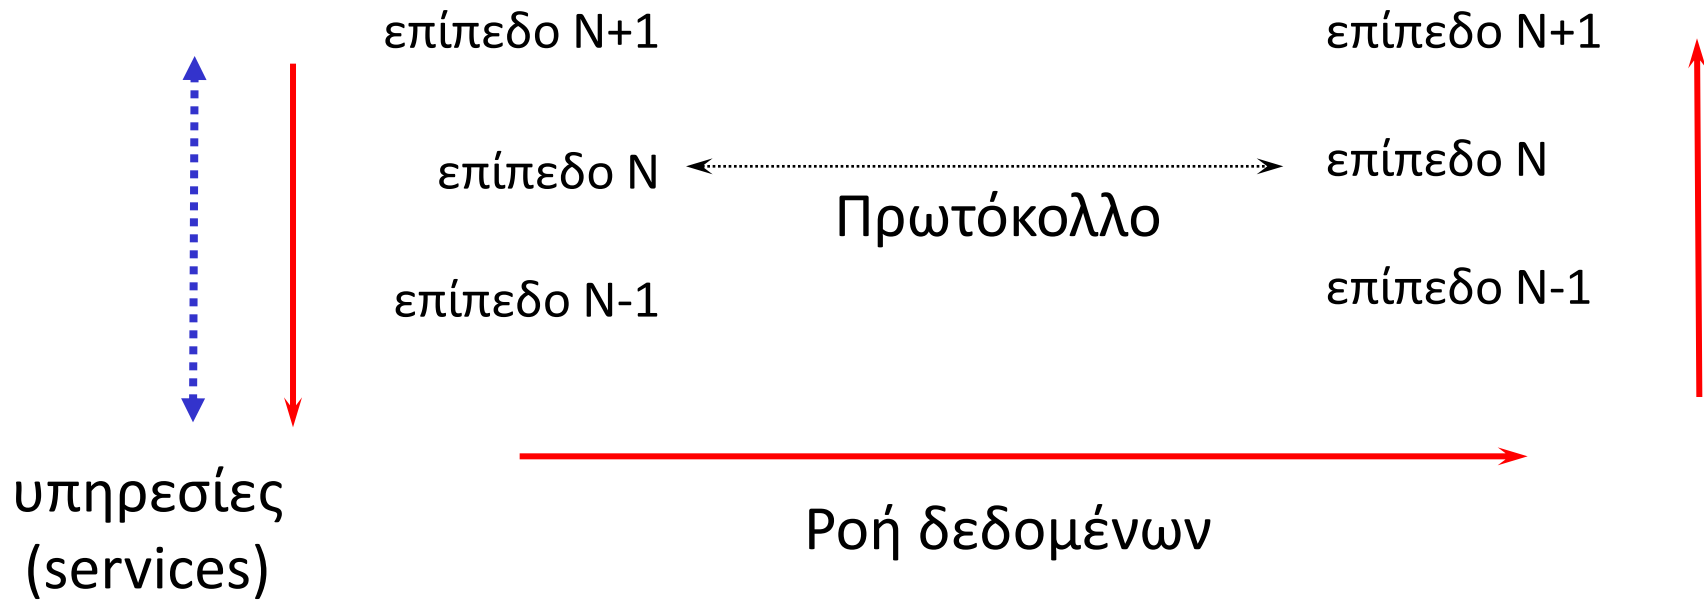 επίπεδο N+1
επίπεδο N+1
επίπεδο N
επίπεδο N
Πρωτόκολλο
επίπεδο N-1
επίπεδο N-1
υπηρεσίες
(services)
Ροή δεδομένων